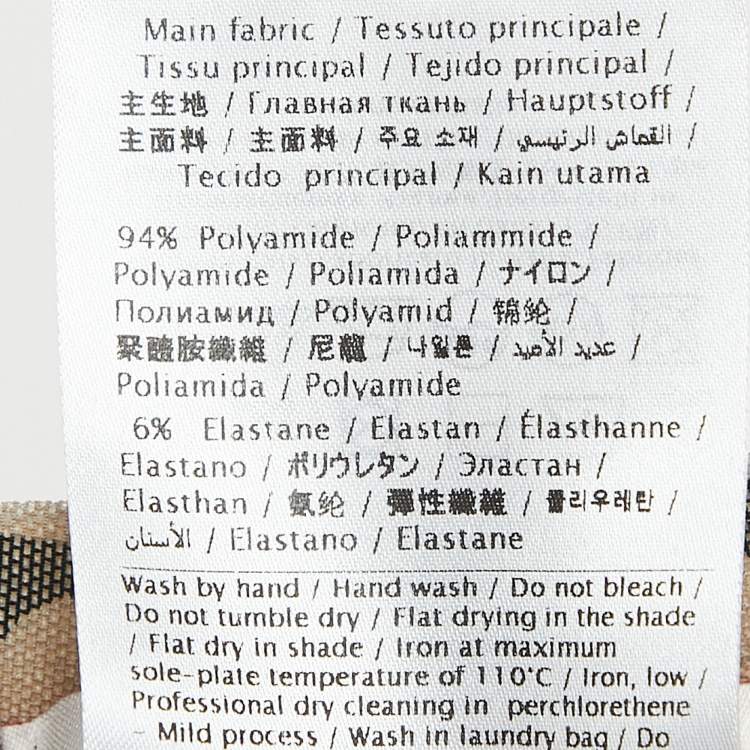 Main fabric / Tessuto principale /
Tissu principal / Tejido principal /
主生地 / Главная ткань / Hauptstoff /
主面料 / 主面料 / 주요 소재 / القماش الرئيسي /
Tecido principal / Kain utama
94% Polyamide / Poliammide /
Polyamide / Poliamida / ナイロン /
Полиамид / Polyamid / 锦纶 /
聚醯胺纖維 / 尼龍 / 나일론 / عديد الأميد /
Poliamida / Polyamide
6% Elastane / Elastan / Élasthanne /
Elastano / ポリウレタン / Эластан /
Elasthan / 氨纶 / 彈性纖維 / 폴리우레탄 /
الأستان / Elastano / Elastane
Wash by hand / Hand wash / Do not bleach /
Do not tumble dry / Flat drying in the shade
/ Flat dry in shade / Iron at maximum
sole-plate temperature of 110°C / Iron, low /
Professional dry cleaning in perchlorethene
- Mild process / Wash in laundry bag / Do